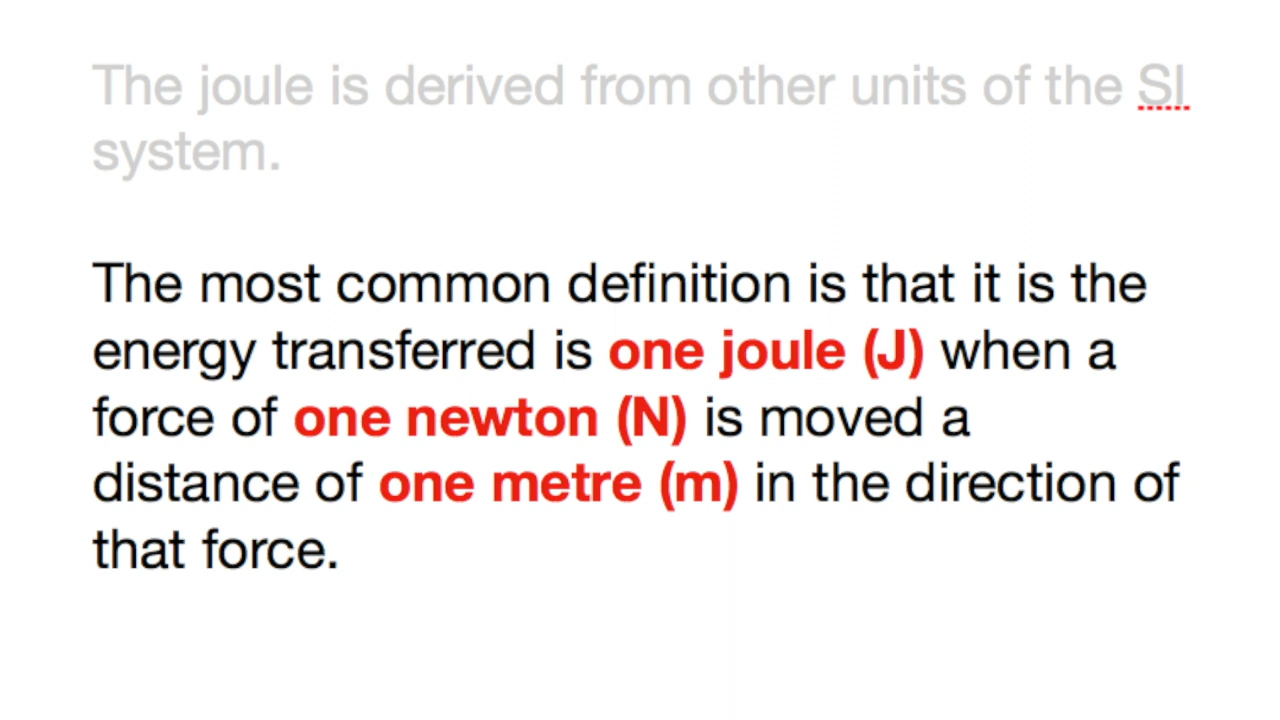 The joule is derived from other units of the SI
system.
The most common definition is that it is the
energy transferred is one joule (J) when a
force of one newton (N) is moved a
distance of one metre (m) in the direction of
that force.